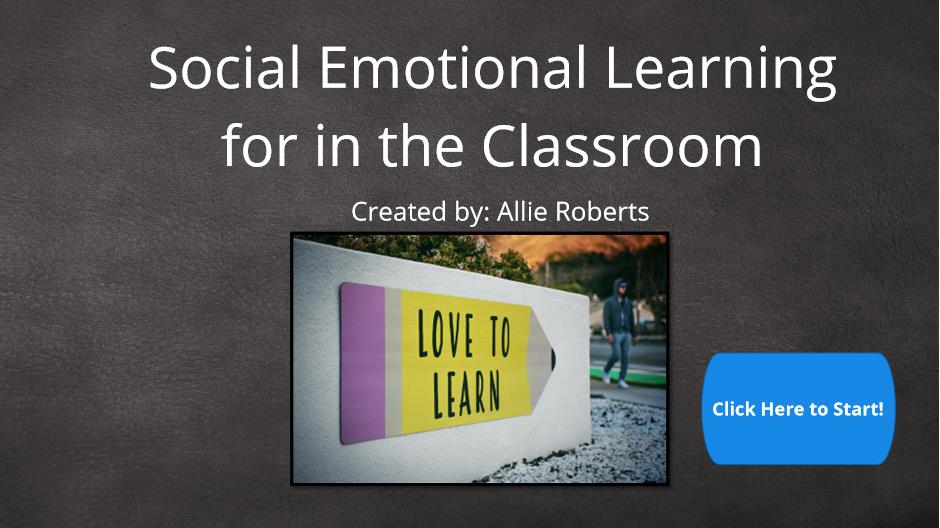 Social Emotional Learning
for in the Classroom
Created by: Allie Roberts
LOVE TO
LEARN
Click Here to Start!